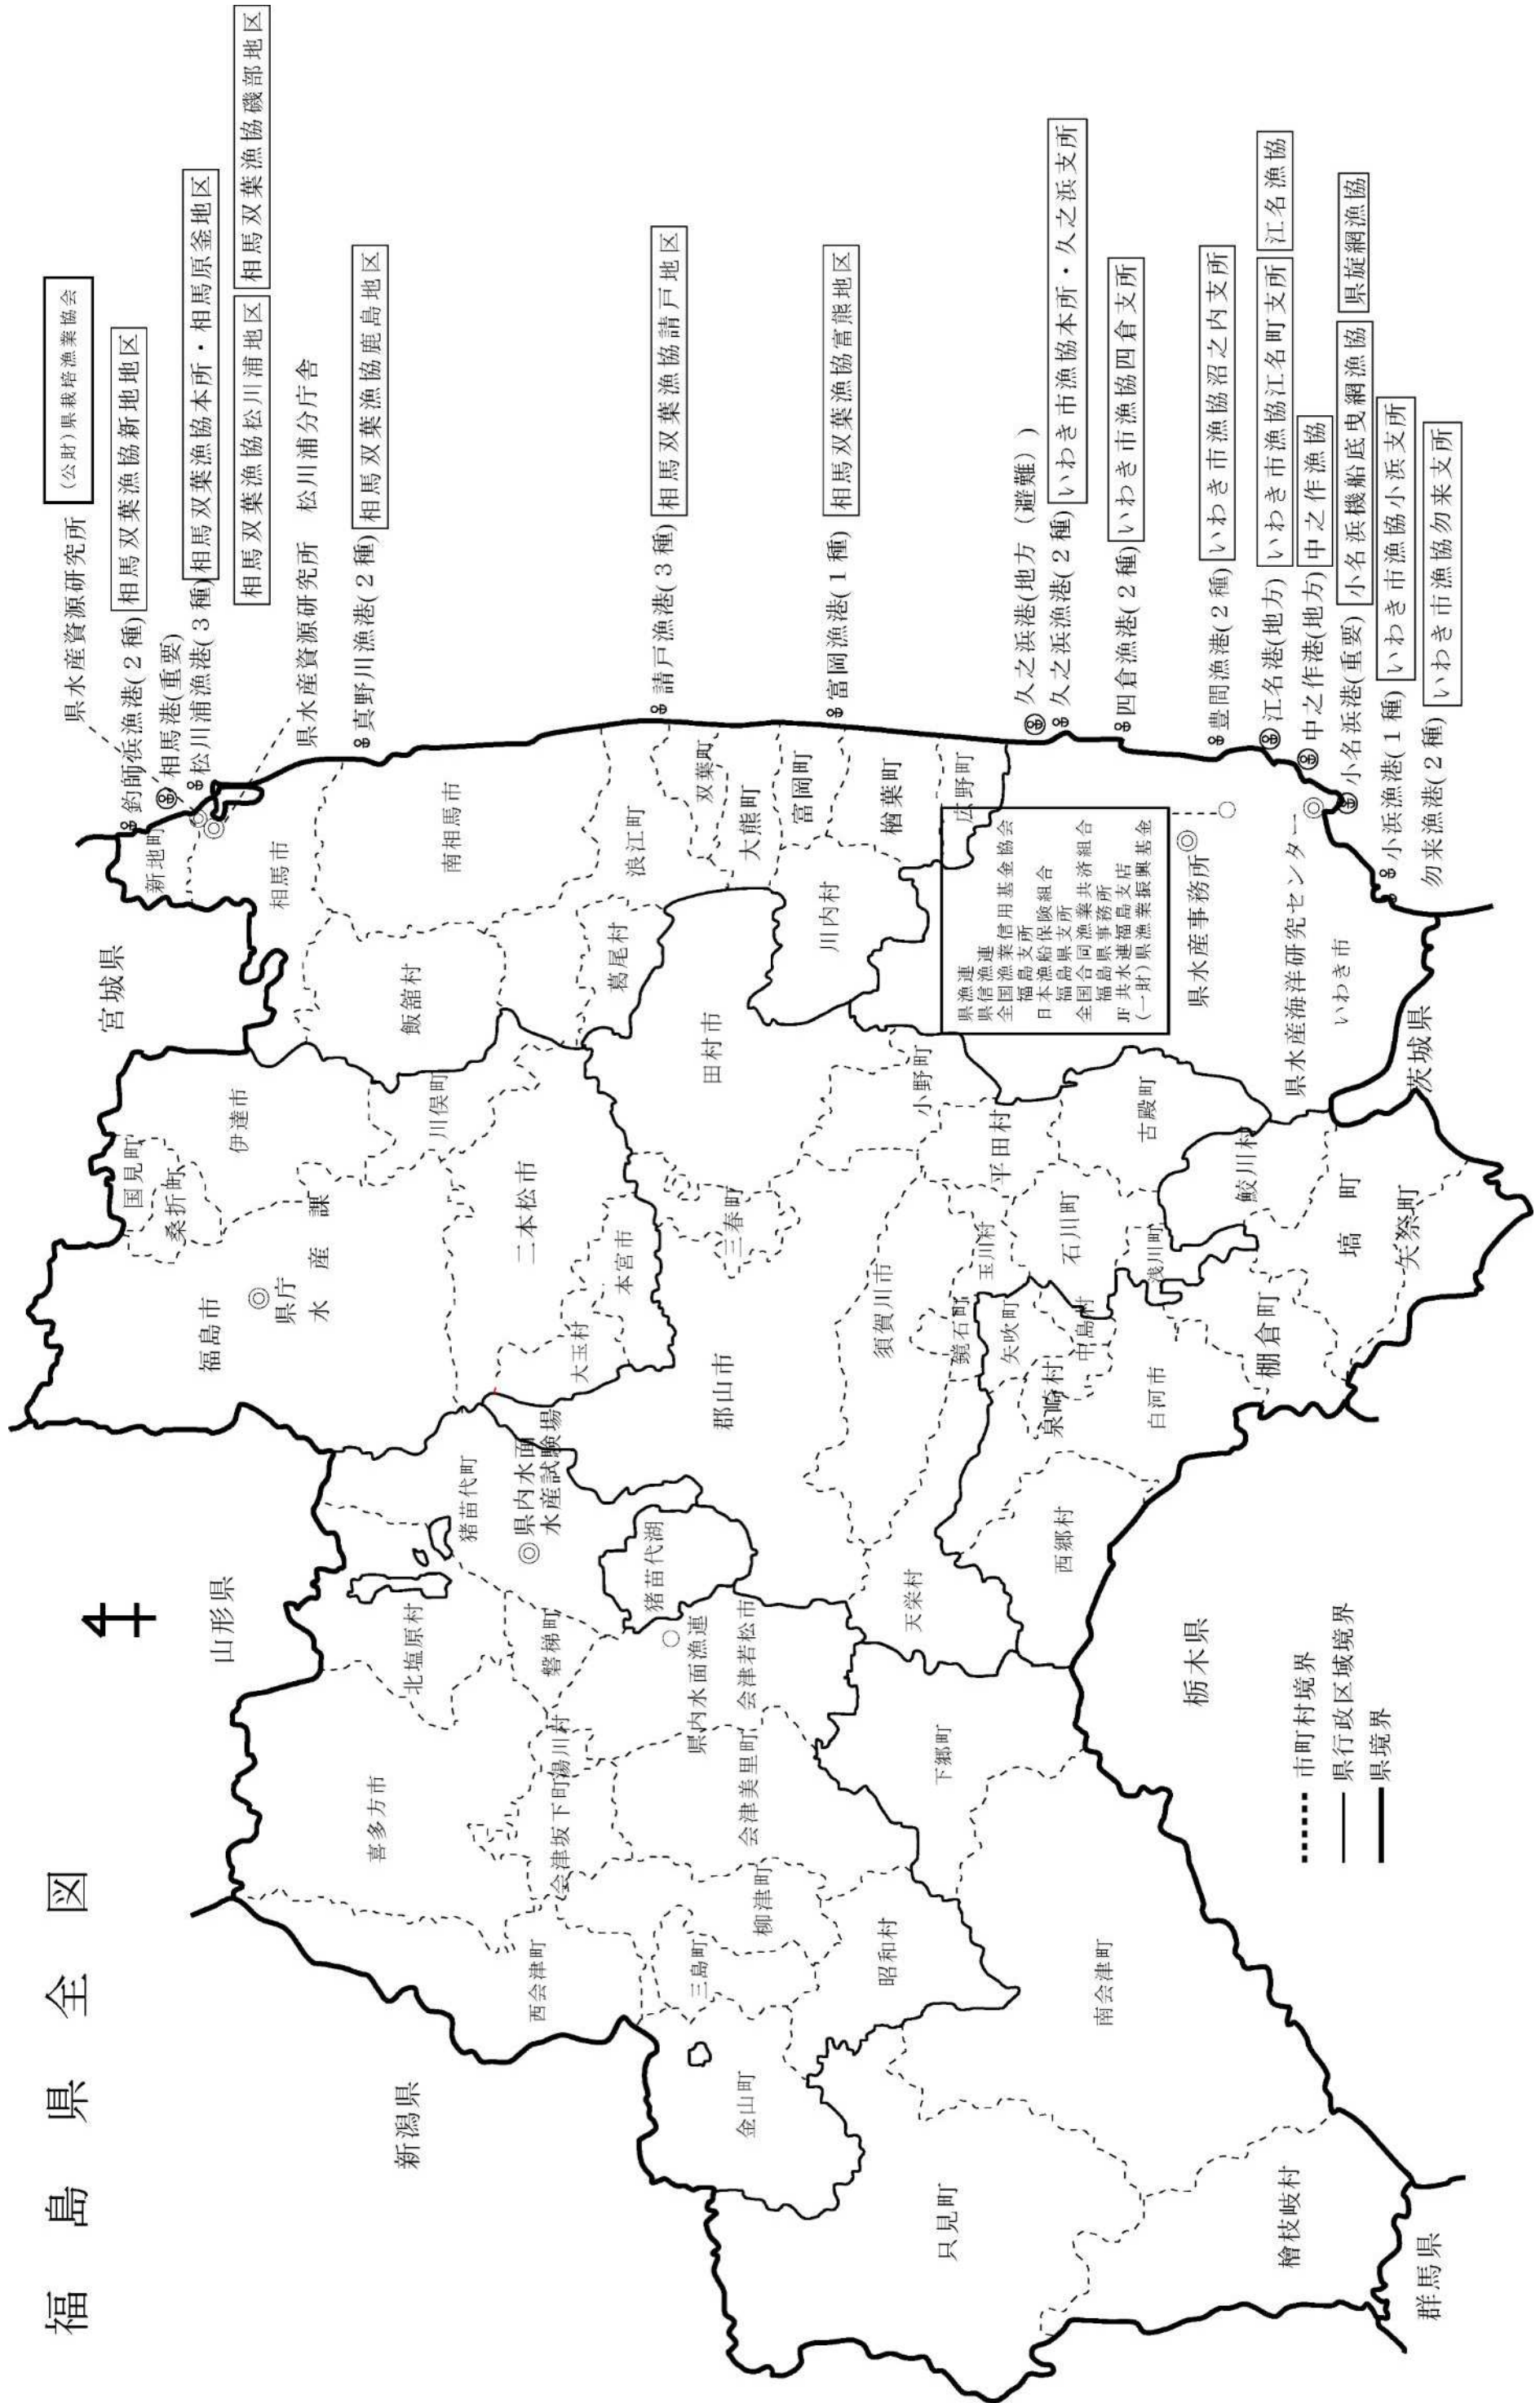 福島県全図
宮城県
山形県
新潟県
群馬県
栃木県
茨城県
県水産資源研究所
(公財)県栽培漁業協会
釣師浜漁港(2種)
相馬双葉漁協新地地区
相馬港(重要)
松川浦漁港(3種)
相馬双葉漁協本所・相馬原釜地区
相馬双葉漁協松川浦地区
相馬双葉漁協磯部地区
県水産資源研究所 松川浦分庁舎
真野川漁港(2種)
相馬双葉漁協鹿島地区
請戸漁港(3種)
相馬双葉漁協請戸地区
富岡漁港(1種)
相馬双葉漁協富熊地区
久之浜港(地方(避難))
久之浜漁港(2種)
いわき市漁協本所・久之浜支所
四倉漁港(2種)
いわき市漁協四倉支所
豊間漁港(2種)
いわき市漁協沼之内支所
江名港(地方)
いわき市漁協江名町支所
江名漁協
中之作港(地方)
中之作漁協
小名浜港(重要)
小名浜機船底曳網漁協
県旋網漁協
小浜漁港(1種)
いわき市漁協小浜支所
勿来漁港(2種)
いわき市漁協勿来支所
新地町
相馬市
南相馬市
飯舘村
浪江町
双葉町
大熊町
富岡町
楢葉町
広野町
葛尾村
川内村
県漁連
県信漁連
全国漁業信用基金協会
福島支所
日本漁船保険組合
福島県支所
全国合同漁業共済組合
福島県事務所
JF共水連福島支店
(一財)県漁業振興基金
県水産事務所
県水産海洋研究センター
いわき市
国見町
桑折町
伊達市
福島市
県庁
水産課
川俣町
二本松市
本宮市
大玉村
田村市
三春町
小野町
郡山市
須賀川市
鏡石町
天栄村
平田村
玉川村
石川町
古殿町
浅川町
矢吹町
中島村
泉崎村
白河市
西郷村
鮫川村
塙町
矢祭町
棚倉町
猪苗代町
県内水面
水産試験場
猪苗代湖
北塩原村
磐梯町
県内水面漁連
会津若松市
喜多方市
湯川村
会津坂下町
会津美里町
柳津町
西会津町
三島町
昭和村
金山町
下郷町
南会津町
只見町
檜枝岐村
市町村境界
県行政区域境界
県境界